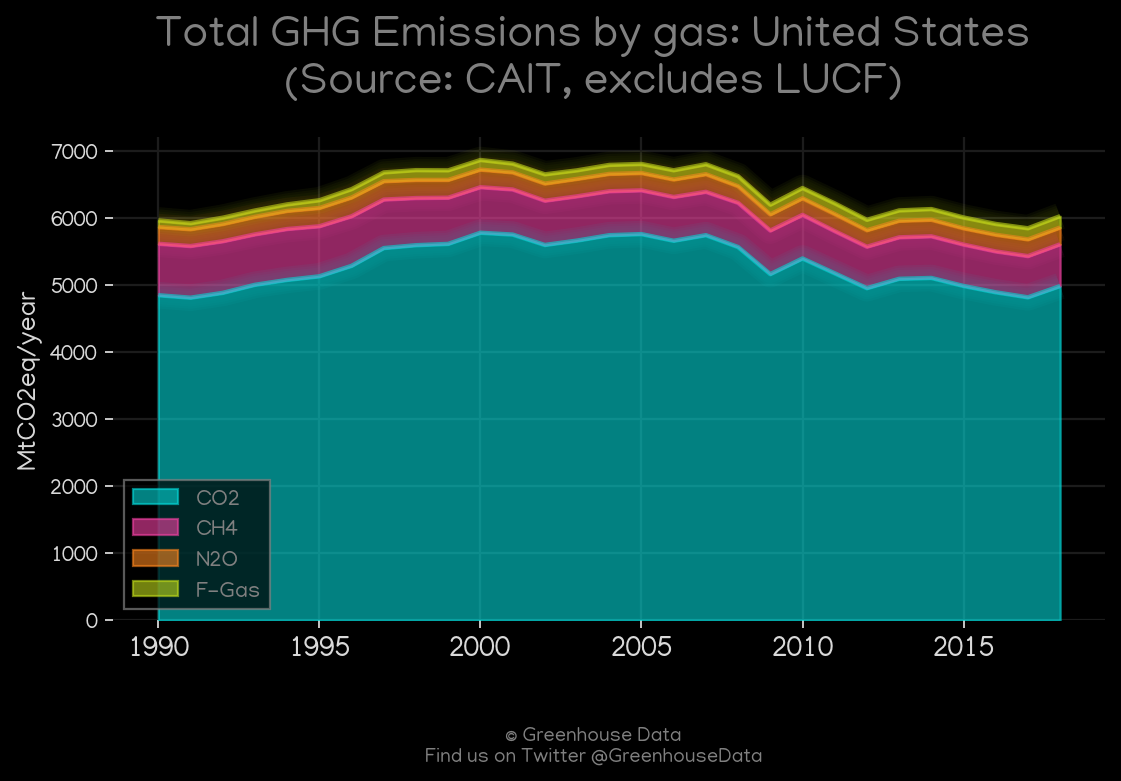 Total GHG Emissions by gas: United States
(Source: CAIT, excludes LUCF)
MtCO2eq/year
7000
6000
5000
4000
3000
2000
1000
0
CO2
CH4
N2O
F-Gas
1990 1995 2000 2005 2010 2015
© Greenhouse Data
Find us on Twitter @GreenhouseData